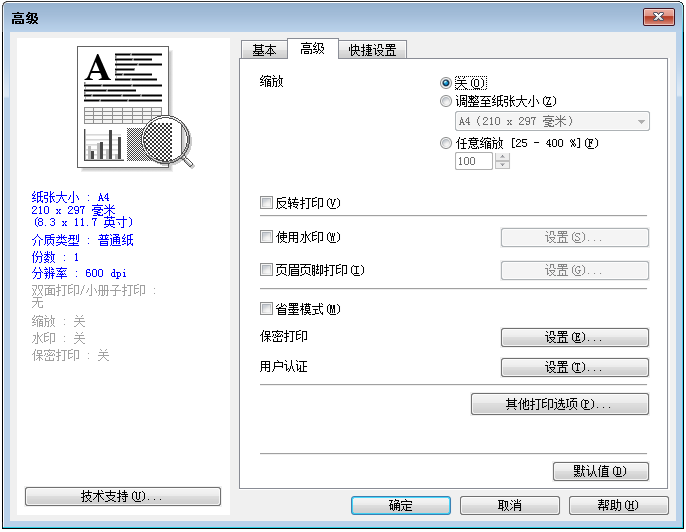 高级
基本
高级
快捷设置
A
缩放
关(O)
调整至纸张大小(Z)
A4 (210 x 297 毫米)
任意缩放 [25 - 400 %](F)
100
反转打印(V)
使用水印(W)
设置(S)...
页眉页脚打印(I)
设置(G)...
省墨模式(M)
保密打印
设置(E)...
用户认证
设置(T)...
其他打印选项(P)...
默认值(D)
纸张大小 : A4
210 x 297 毫米
(8.3 x 11.7 英寸)
介质类型 : 普通纸
份数 : 1
分辨率 : 600 dpi
双面打印/小册子打印 :
无
缩放 : 关
水印 : 关
保密打印 : 关
技术支持(U)...
确定
取消
帮助(H)